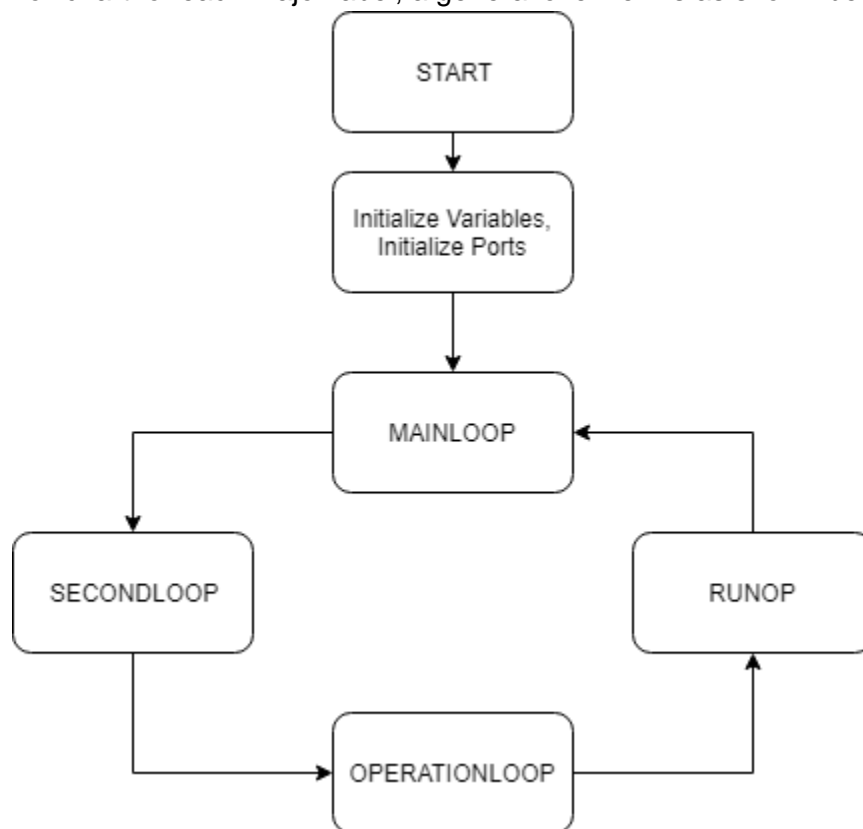 START
Initialize Variables,
Initialize Ports
MAINLOOP
SECONDLOOP
RUNOP
OPERATIONLOOP